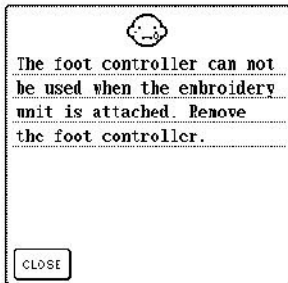 The foot controller can not
be used when the embroidery
unit is attached. Remove
the foot controller.
CLOSE